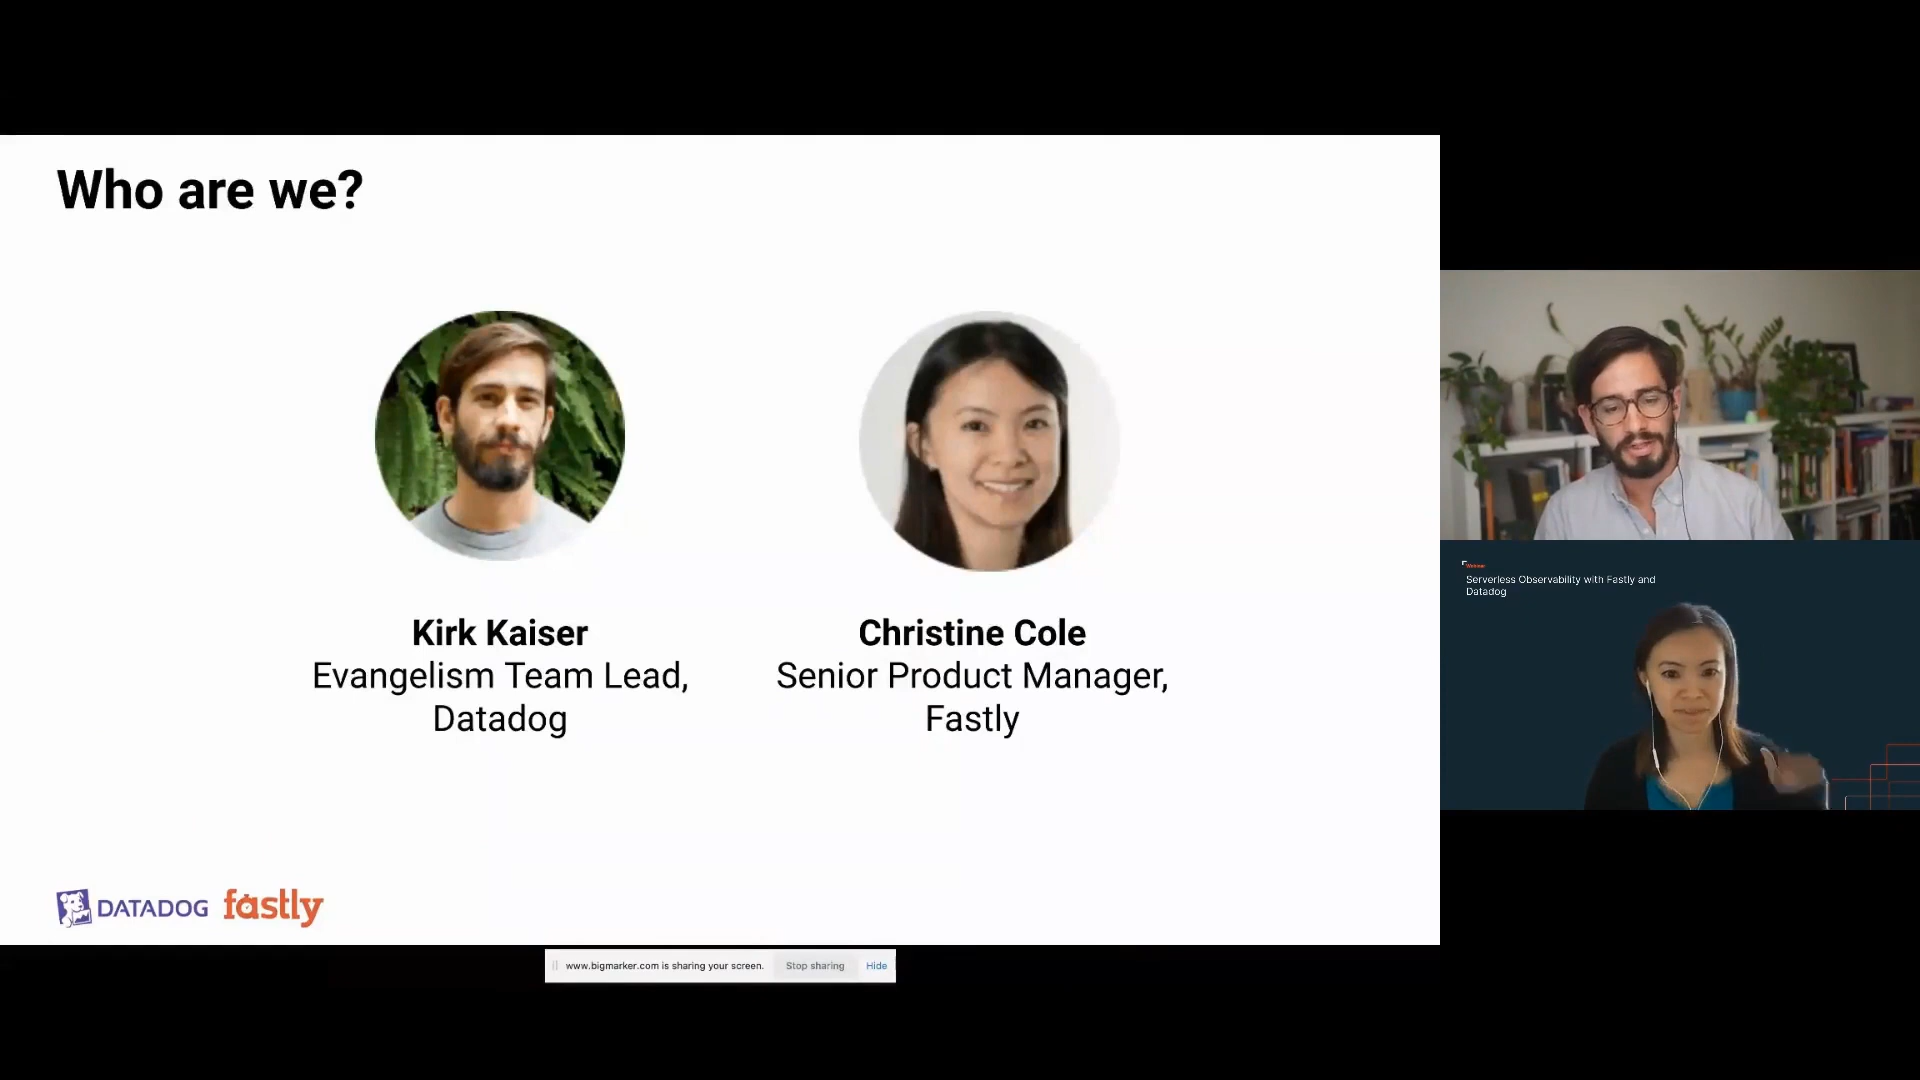 Who are we?
Kirk Kaiser
Evangelism Team Lead,
Datadog
Christine Cole
Senior Product Manager,
Fastly
DATADOG fastly
Webinar
Serverless Observability with Fastly and
Datadog
www.bigmarker.com is sharing your screen. Stop sharing Hide